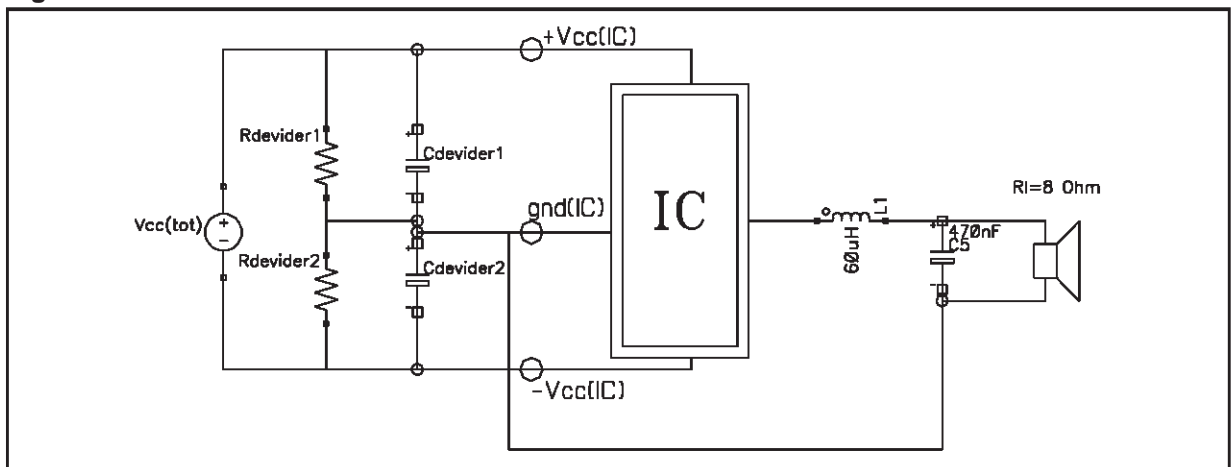 +Vcc(IC)
Rdevider1
Cdevider1
gnd(IC)
IC
Rl=8 Ohm
Vcc(tot)
L1
60uH
470nF
C5
Rdevider2
Cdevider2
-Vcc(IC)